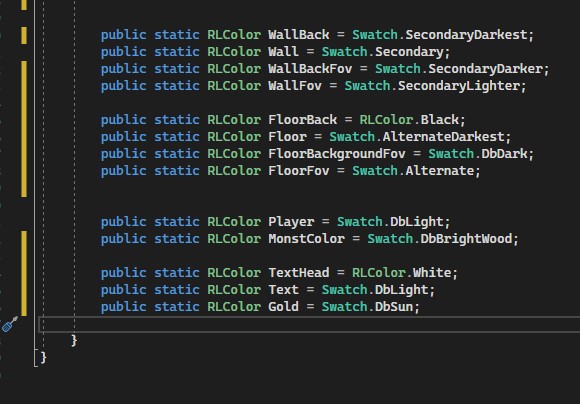 public static RLColor WallBack = Swatch.SecondaryDarkest;
public static RLColor Wall = Swatch.Secondary;
public static RLColor WallBackFov = Swatch.SecondaryDarker;
public static RLColor WallFov = Swatch.SecondaryLighter;
public static RLColor FloorBack = RLColor.Black;
public static RLColor Floor = Swatch.AlternateDarkest;
public static RLColor FloorBackgroundFov = Swatch.DbDark;
public static RLColor FloorFov = Swatch.Alternate;
public static RLColor Player = Swatch.DbLight;
public static RLColor MonstColor = Swatch.DbBrightWood;
public static RLColor TextHead = RLColor.White;
public static RLColor Text = Swatch.DbLight;
public static RLColor Gold = Swatch.DbSun;
}
}